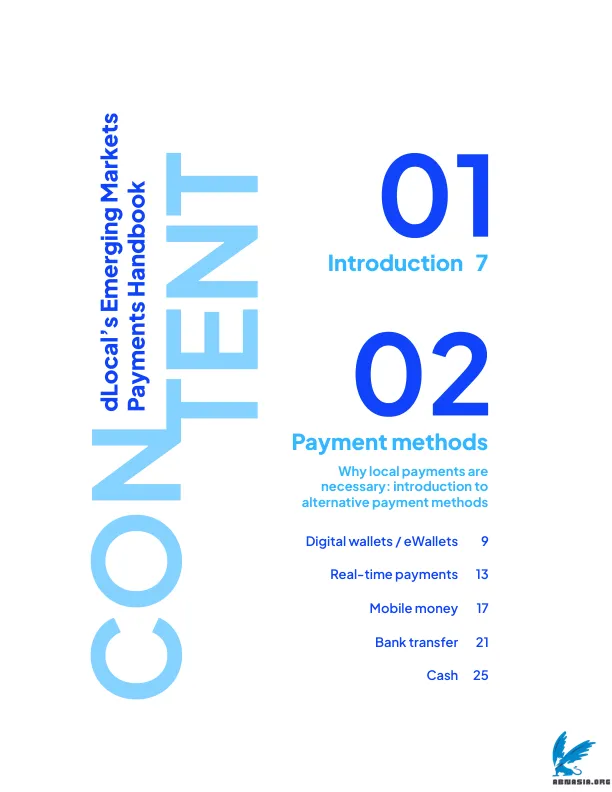 dLocal's Emerging Markets
Payments Handbook
CONTENT
01
Introduction 7
02
Payment methods
Why local payments are
necessary: introduction to
alternative payment methods
Digital wallets / eWallets 9
Real-time payments 13
Mobile money 17
Bank transfer 21
Cash 25
ABNASIA.ORG